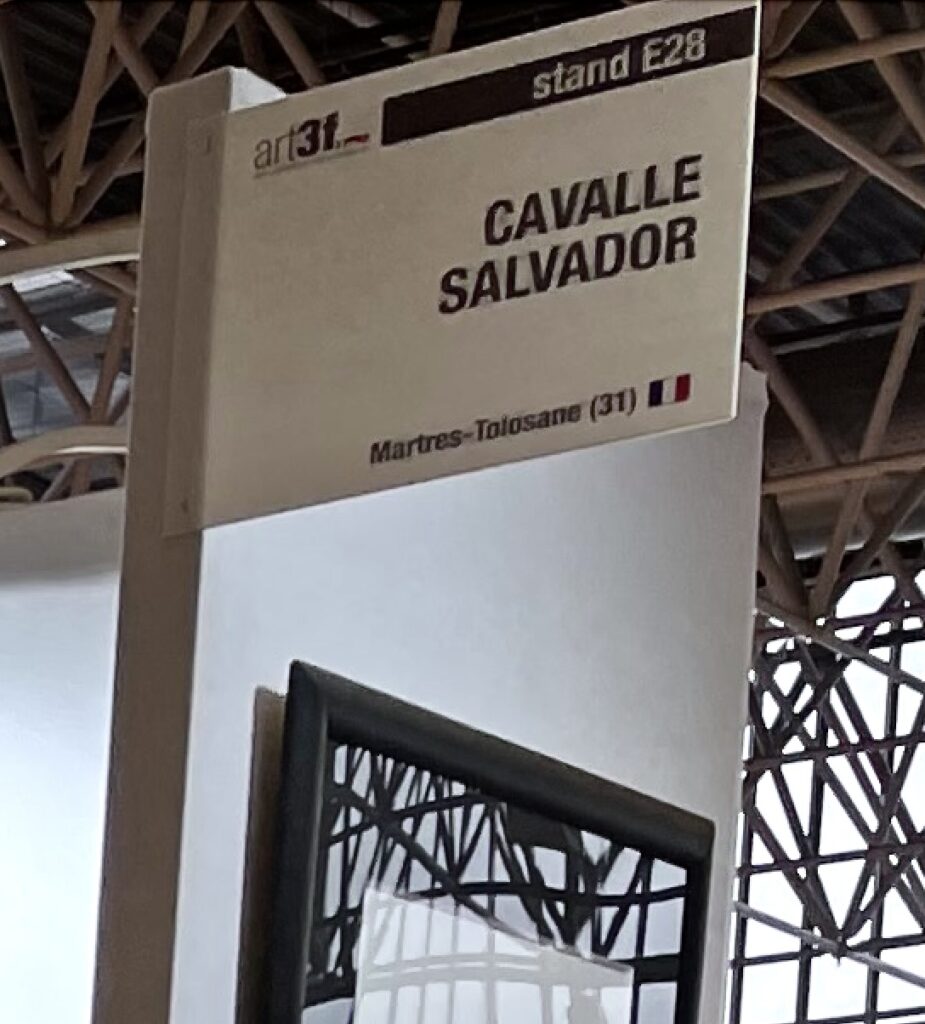 stand E28
art3f
CAVALLE
SALVADOR
Martres-Tolosane (31)